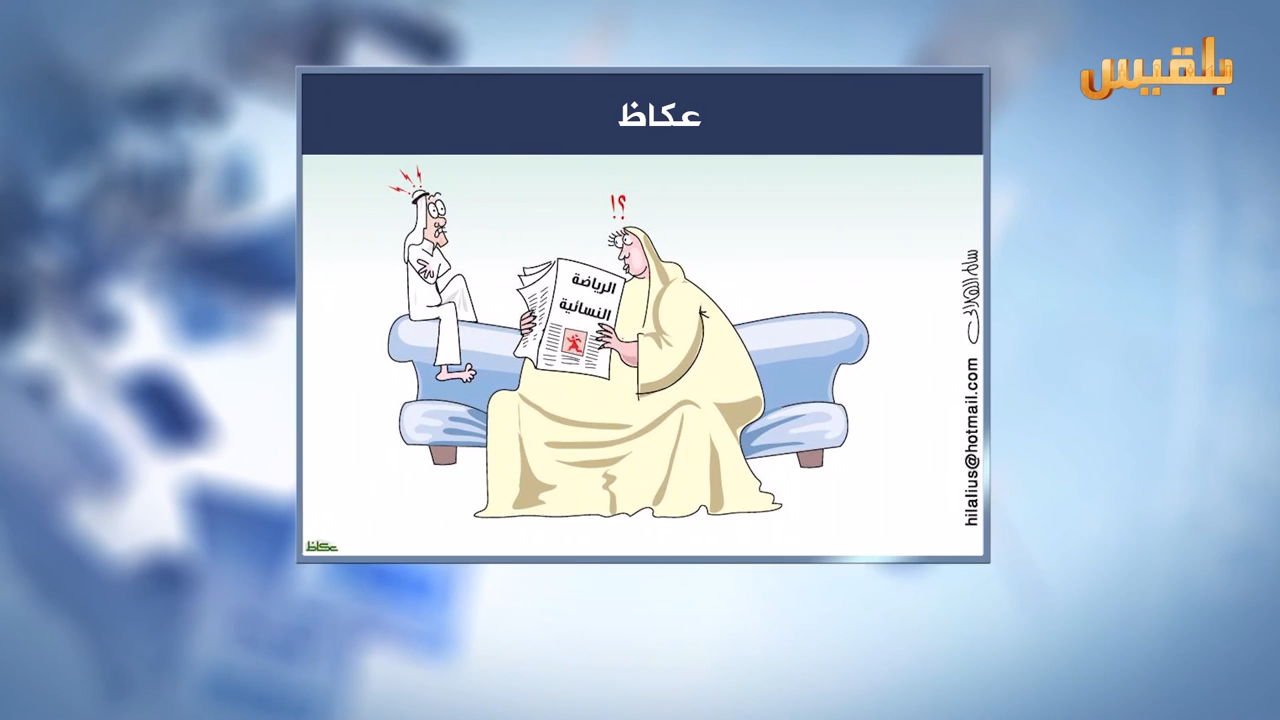 بلقيس
عكاظ
؟!
الرياضة
النسائية
hilalius@hotmail.com
عكاظ